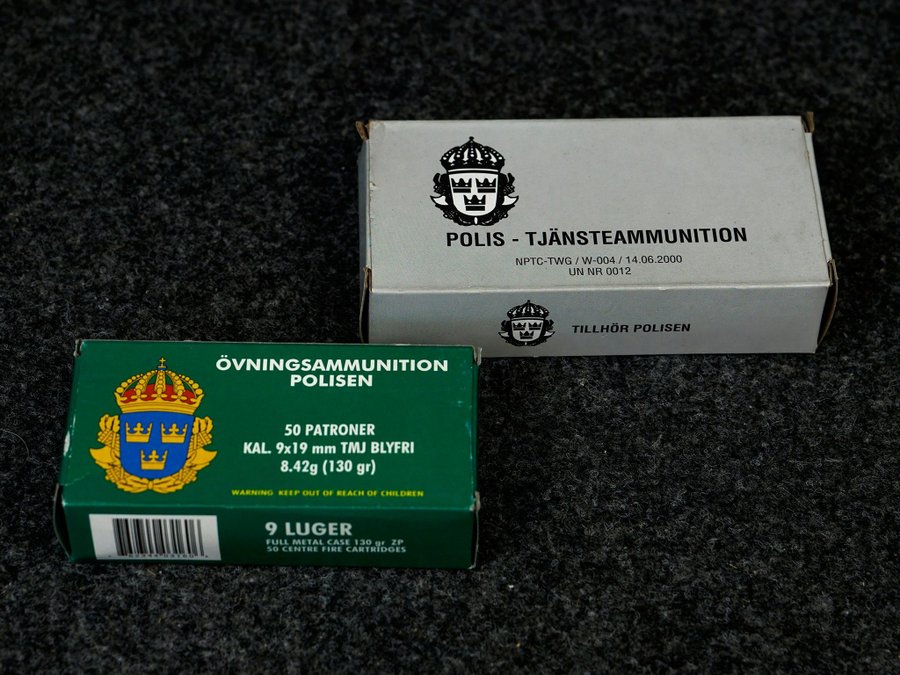 POLIS - TJÄNSTEAMMUNITION
NPTC-TWG / W-004 / 14.06.2000
UN NR 0012
TILLHÖR POLISEN
ÖVNINGSAMMUNITION
POLISEN
50 PATRONER
KAL. 9x19 mm TMJ BLYFRI
8.42g (130 gr)
WARNING KEEP OUT OF REACH OF CHILDREN
9 LUGER
FULL METAL CASE 130 gr ZP
50 CENTRE FIRE CARTRIDGES